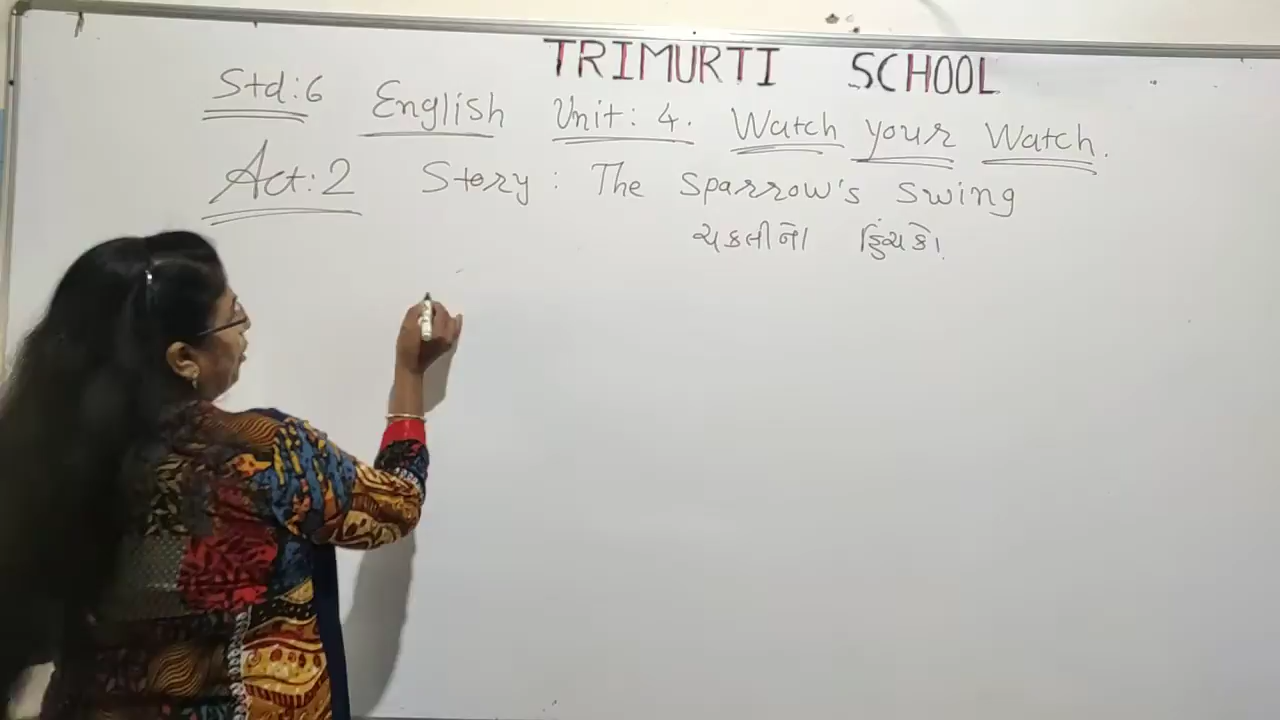 TRIMURTI SCHOOL
Std:6 English Unit: 4. Watch your Watch.
Act:2 Story : The Sparrow's Swing
ચકલીનો હિંચકો.